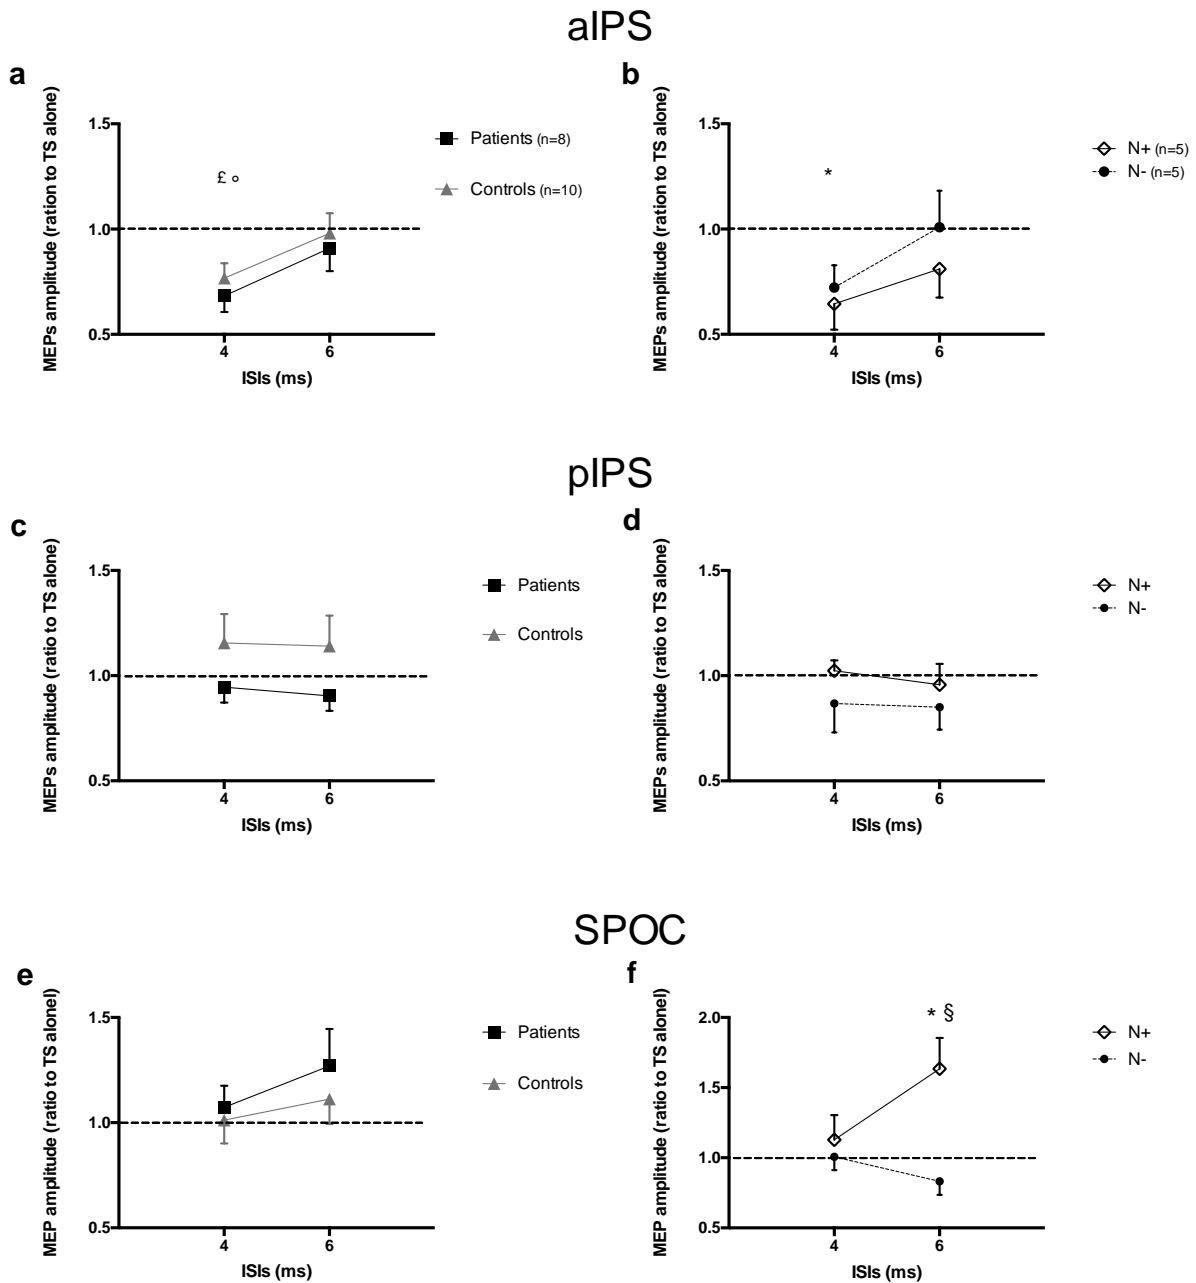 aIPS
a
MEPs amplitude (ration to TS alone)
1.5
1.0
0.5
£ °
4
6
ISIs (ms)
Patients (n=8)
Controls (n=10)
b
MEPs amplitude (ration to TS alone)
1.5
1.0
0.5
*
4
6
ISIs (ms)
N+ (n=5)
N- (n=5)
pIPS
c
MEPs amplitude (ratio to TS alone)
1.5
1.0
0.5
4
6
ISIs (ms)
Patients
Controls
d
MEPs amplitude (ratio to TS alone)
1.5
1.0
0.5
4
6
ISIs (ms)
N+
N-
SPOC
e
MEP amplitude (ratio to TS alonel)
1.5
1.0
0.5
4
6
ISIs (ms)
Patients
Controls
f
MEP amplitude (ratio to TS alone)
2.0
1.5
1.0
0.5
* §
4
6
ISIs (ms)
N+
N-